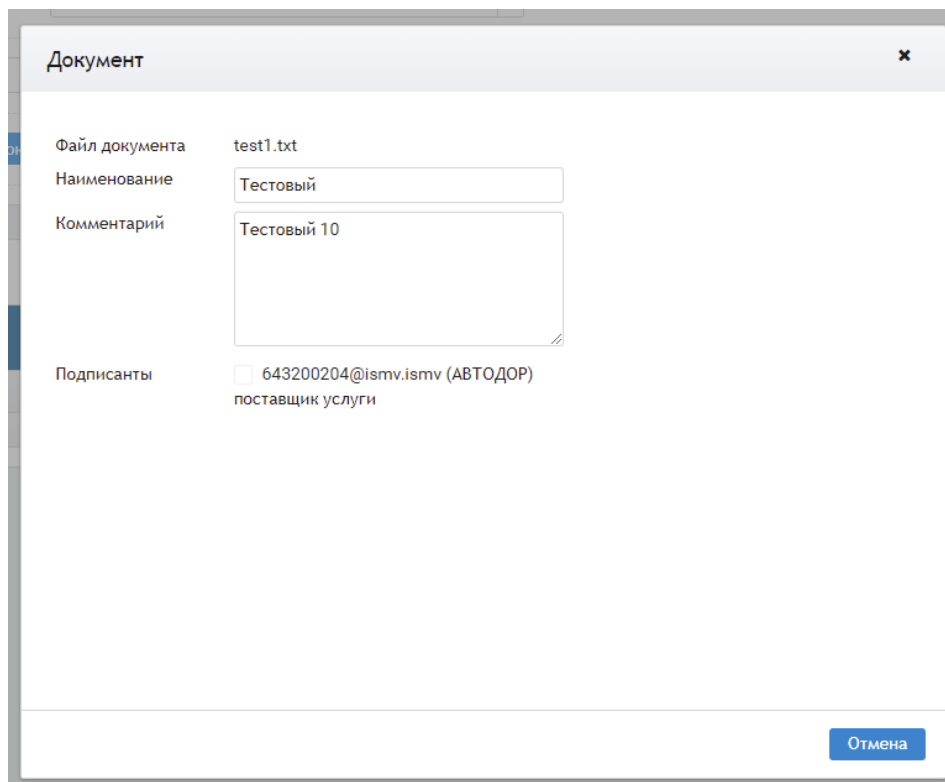 Документ
Файл документа test1.txt
Наименование Тестовый
Комментарий Тестовый 10
Подписанты 643200204@ismv.ismv (АВТОДОР)
поставщик услуги
Отмена